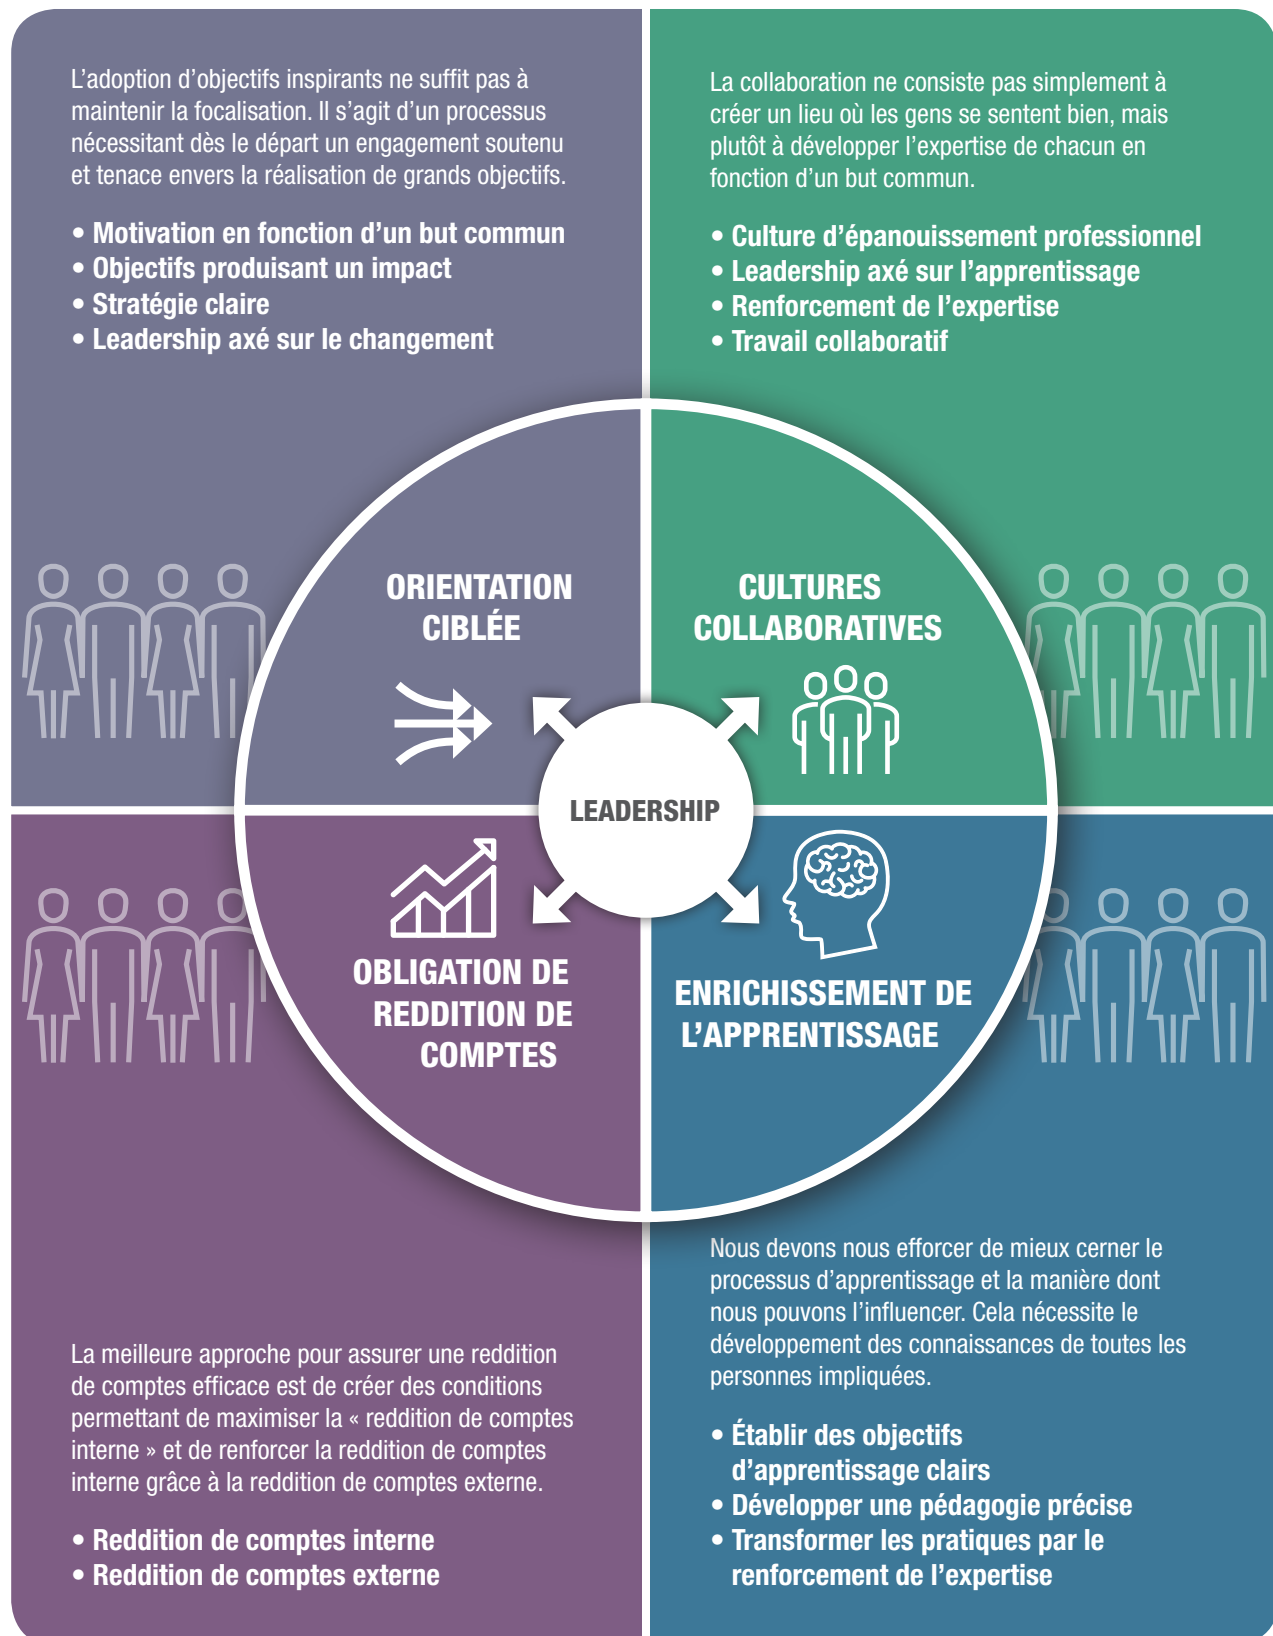 L’adoption d’objectifs inspirants ne suffit pas à
maintenir la focalisation. Il s’agit d’un processus
nécessitant dès le départ un engagement soutenu
et tenace envers la réalisation de grands objectifs.
• Motivation en fonction d’un but commun
• Objectifs produisant un impact
• Stratégie claire
• Leadership axé sur le changement
La collaboration ne consiste pas simplement à
créer un lieu où les gens se sentent bien, mais
plutôt à développer l’expertise de chacun en
fonction d’un but commun.
• Culture d’épanouissement professionnel
• Leadership axé sur l’apprentissage
• Renforcement de l’expertise
• Travail collaboratif
ORIENTATION
CIBLÉE
CULTURES
COLLABORATIVES
LEADERSHIP
OBLIGATION DE
REDDITION DE
COMPTES
ENRICHISSEMENT DE
L’APPRENTISSAGE
La meilleure approche pour assurer une reddition
de comptes efficace est de créer des conditions
permettant de maximiser la « reddition de comptes
interne » et de renforcer la reddition de comptes
interne grâce à la reddition de comptes externe.
• Reddition de comptes interne
• Reddition de comptes externe
Nous devons nous efforcer de mieux cerner le
processus d’apprentissage et la manière dont
nous pouvons l’influencer. Cela nécessite le
développement des connaissances de toutes les
personnes impliquées.
• Établir des objectifs
d’apprentissage clairs
• Développer une pédagogie précise
• Transformer les pratiques par le
renforcement de l’expertise